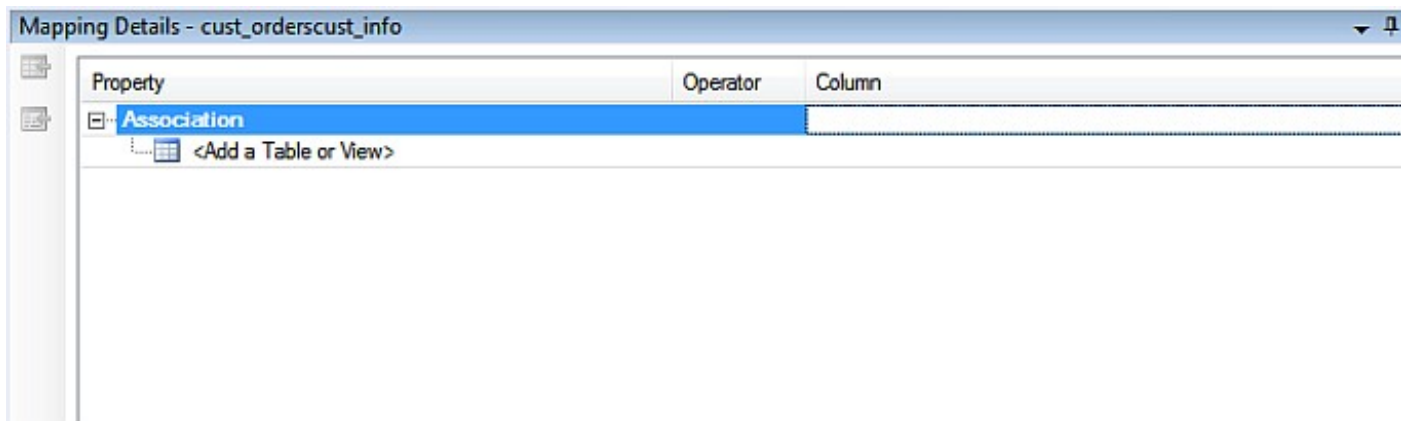 Mapping Details - cust_orderscust_info
Property Operator Column
Association
<Add a Table or View>